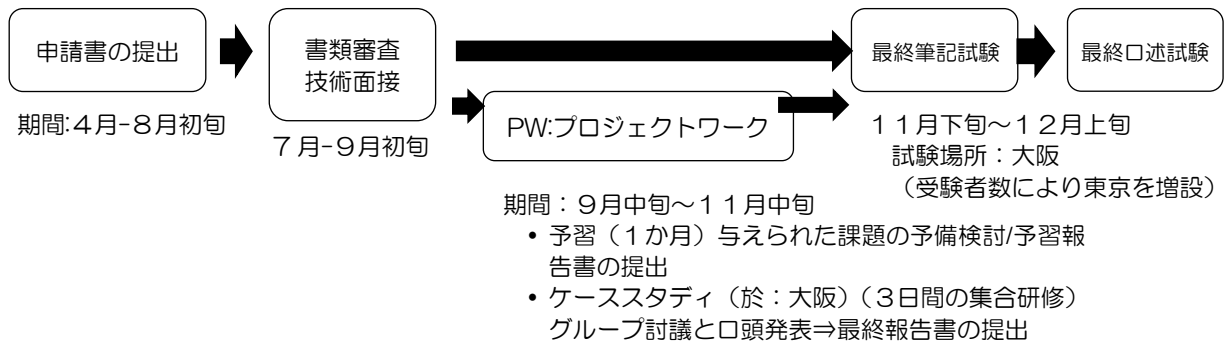 申請書の提出
期間:4月-8月初旬
書類審査
技術面接
7月-9月初旬
PW:プロジェクトワーク
期間：９月中旬～１１月中旬
• 予習（１か月）与えられた課題の予備検討/予習報
告書の提出
• ケーススタディ（於：大阪）（３日間の集合研修）
グループ討議と口頭発表⇒最終報告書の提出
最終筆記試験
最終口述試験
１１月下旬～１２月上旬
試験場所：大阪
（受験者数により東京を増設）